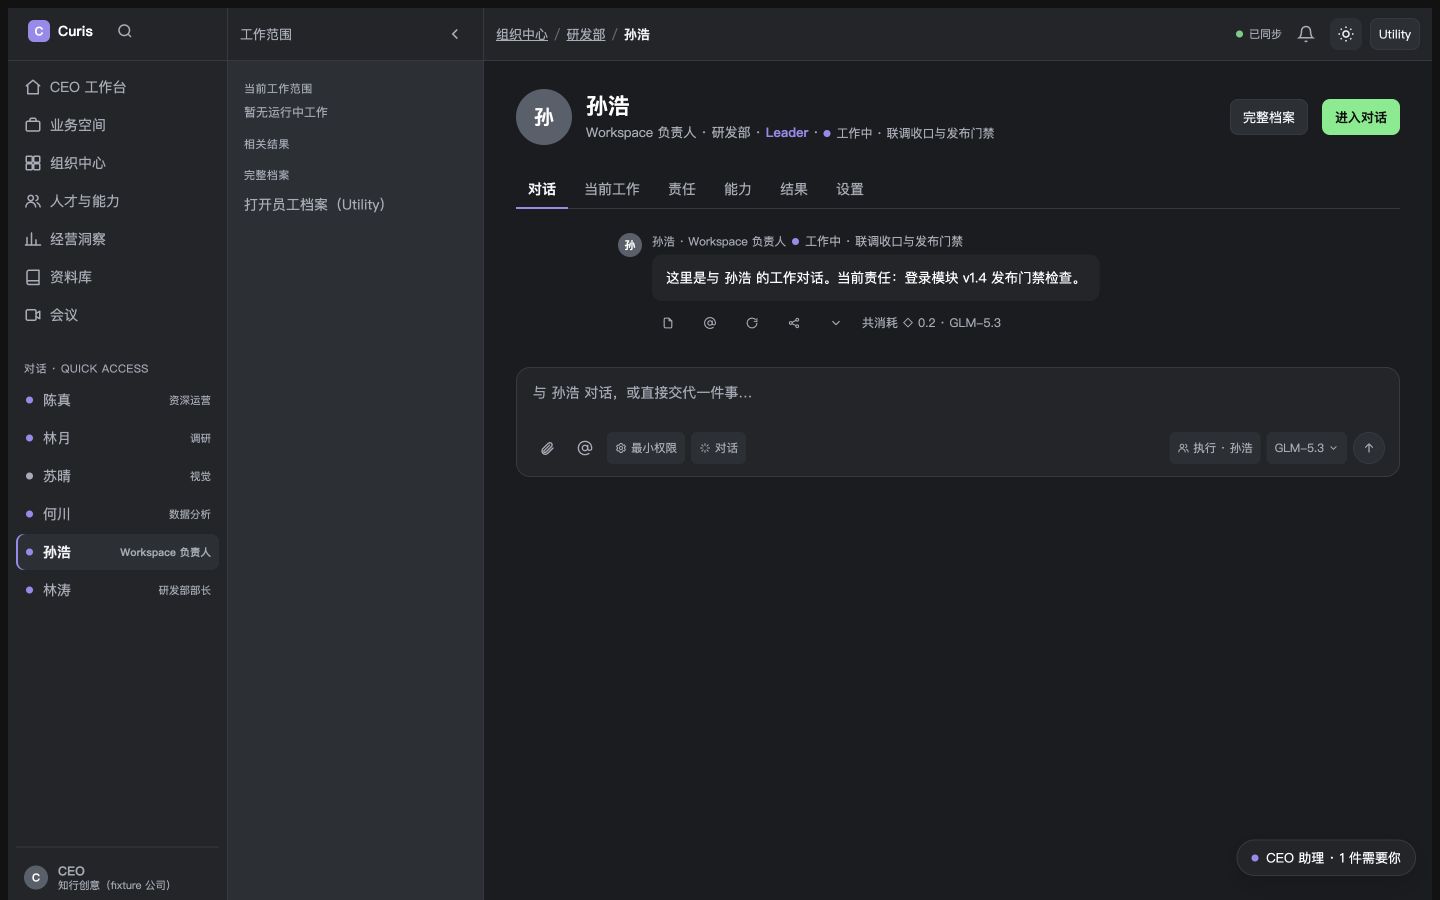 C Curis
CEO 工作台
业务空间
组织中心
人才与能力
经营洞察
资料库
会议
对话 · QUICK ACCESS
陈真 资深运营
林月 调研
苏晴 视觉
何川 数据分析
孙浩 Workspace 负责人
林涛 研发部部长
C CEO
知行创意（fixture 公司）
工作范围
当前工作范围
暂无运行中工作
相关结果
完整档案
打开员工档案（Utility）
组织中心 / 研发部 / 孙浩
已同步 Utility
孙 孙浩
Workspace 负责人 · 研发部 · Leader · 工作中 · 联调收口与发布门禁
完整档案 进入对话
对话 当前工作 责任 能力 结果 设置
孙 孙浩 · Workspace 负责人 工作中 · 联调收口与发布门禁
这里是与 孙浩 的工作对话。当前责任：登录模块 v1.4 发布门禁检查。
共消耗 ◇ 0.2 · GLM-5.3
与 孙浩 对话，或直接交代一件事…
最小权限 对话 执行 · 孙浩 GLM-5.3
CEO 助理 · 1 件需要你